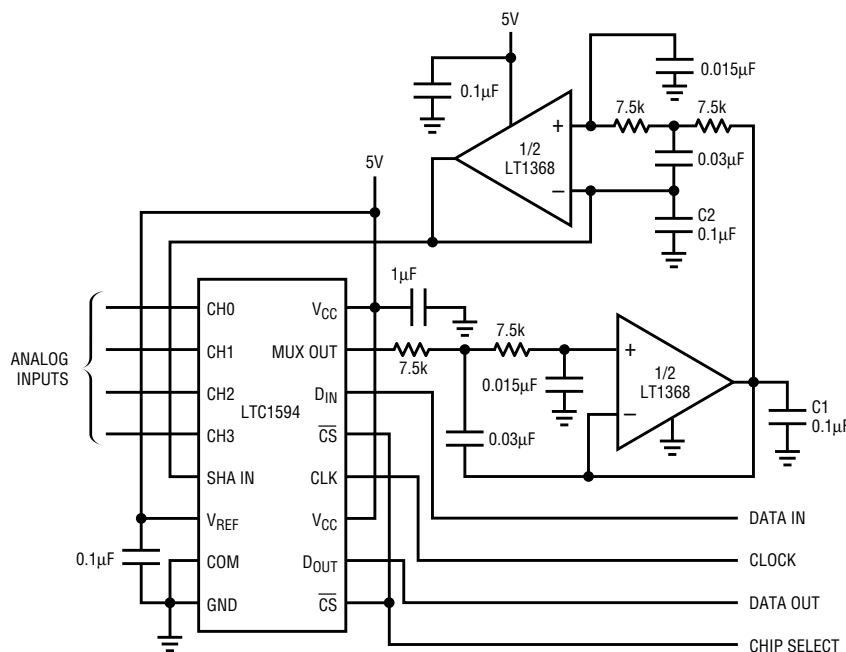 5V
0.015µF
0.1µF
7.5k
7.5k
+
1/2
LT1368
–
0.03µF
C2
0.1µF
5V
1µF
ANALOG
INPUTS
CH0
CH1
CH2
CH3
SHA IN
VREF
COM
GND
LTC1594
VCC
MUX OUT
DIN
CS
CLK
VCC
DOUT
CS
0.1µF
7.5k
7.5k
0.015µF
0.03µF
+
1/2
LT1368
–
C1
0.1µF
DATA IN
CLOCK
DATA OUT
CHIP SELECT